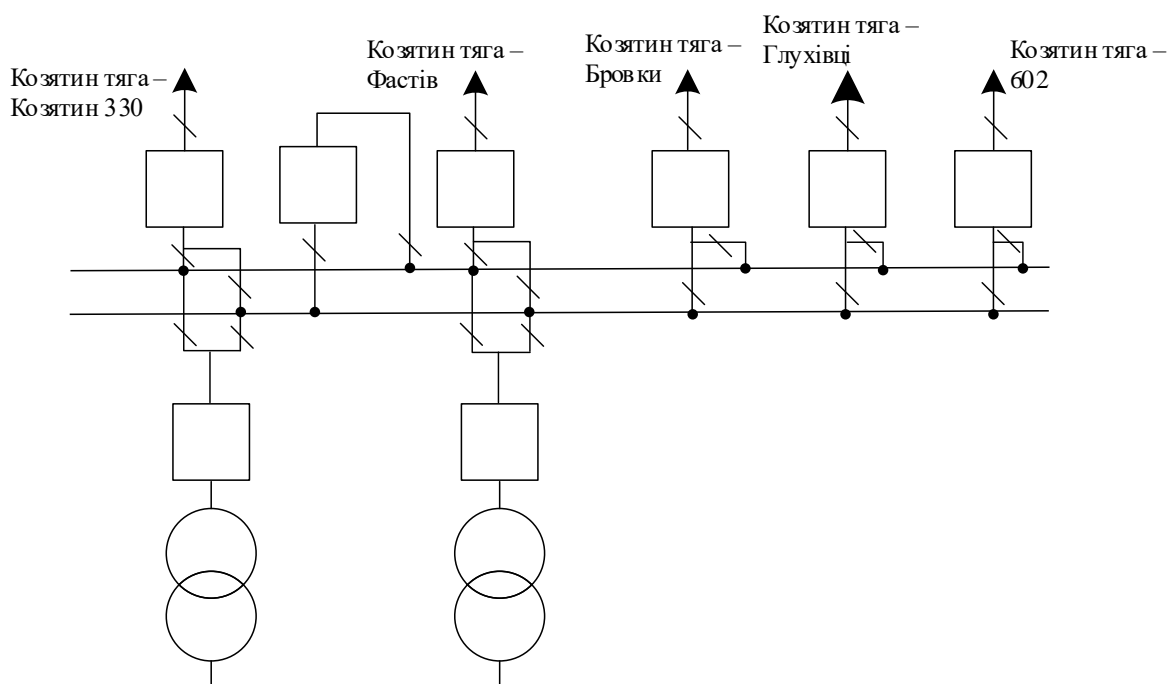 Козятин тяга –
Козятин 330
Козятин тяга –
Фастів
Козятин тяга –
Бровки
Козятин тяга –
Глухівці
Козятин тяга –
602